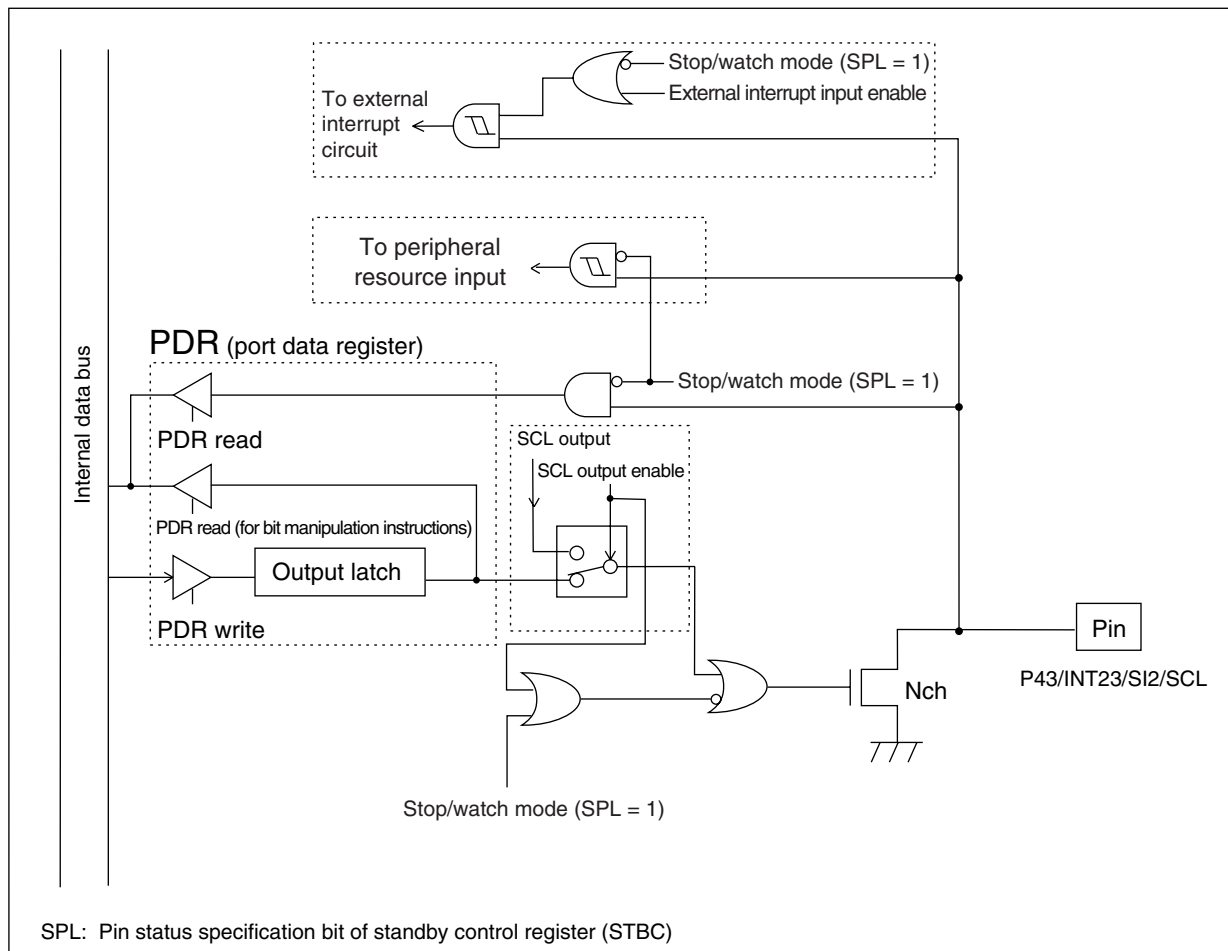 Stop/watch mode (SPL = 1)
External interrupt input enable
To external
interrupt
circuit
To peripheral
resource input
PDR (port data register)
Stop/watch mode (SPL = 1)
Internal data bus
PDR read
SCL output
SCL output enable
PDR read (for bit manipulation instructions)
Output latch
PDR write
Pin
Nch
P43/INT23/SI2/SCL
Stop/watch mode (SPL = 1)
SPL: Pin status specification bit of standby control register (STBC)